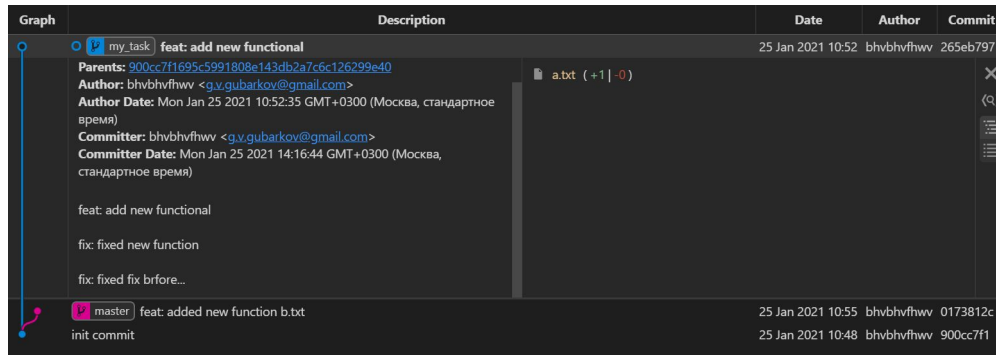 Graph Description Date Author Commit
my_task feat: add new functional 25 Jan 2021 10:52 bhvbhvfhwv 265eb797
Parents: 900cc7f1695c5991808e143db2a7c6c126299e40
Author: bhvbhvfhwv <g.v.gubarkov@gmail.com>
Author Date: Mon Jan 25 2021 10:52:35 GMT+0300 (Москва, стандартное
время)
Committer: bhvbhvfhwv <g.v.gubarkov@gmail.com>
Committer Date: Mon Jan 25 2021 14:16:44 GMT+0300 (Москва,
стандартное время)
feat: add new functional
fix: fixed new function
fix: fixed fix brfore...
a.txt (+1|-0)
master feat: added new function b.txt 25 Jan 2021 10:55 bhvbhvfhwv 0173812c
init commit 25 Jan 2021 10:48 bhvbhvfhwv 900cc7f1